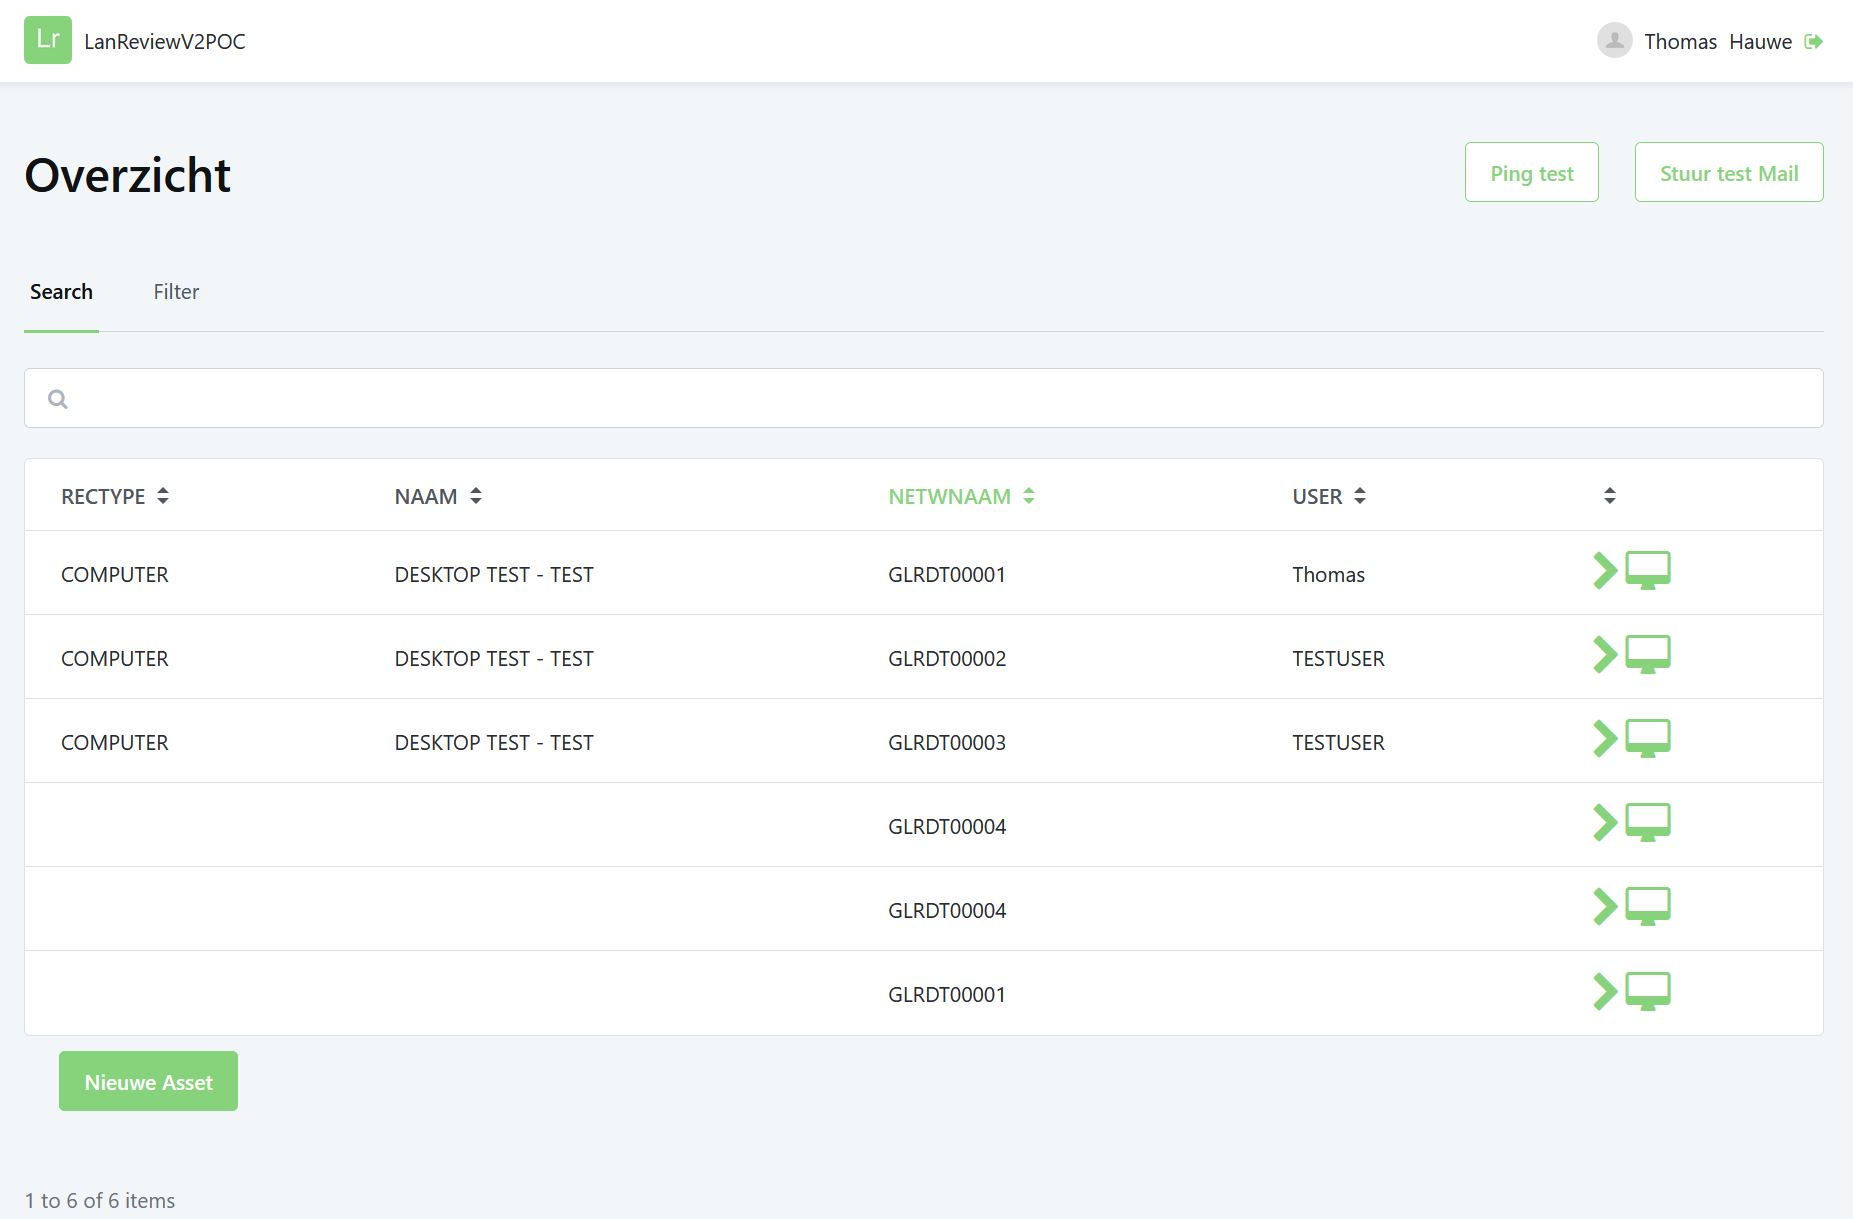 Lr LanReviewV2POC Thomas Hauwe
Overzicht Ping test Stuur test Mail
Search Filter
RECTYPE NAAM NETWNAAM USER
COMPUTER DESKTOP TEST - TEST GLRDT00001 Thomas
COMPUTER DESKTOP TEST - TEST GLRDT00002 TESTUSER
COMPUTER DESKTOP TEST - TEST GLRDT00003 TESTUSER
GLRDT00004
GLRDT00004
GLRDT00001
Nieuwe Asset
1 to 6 of 6 items